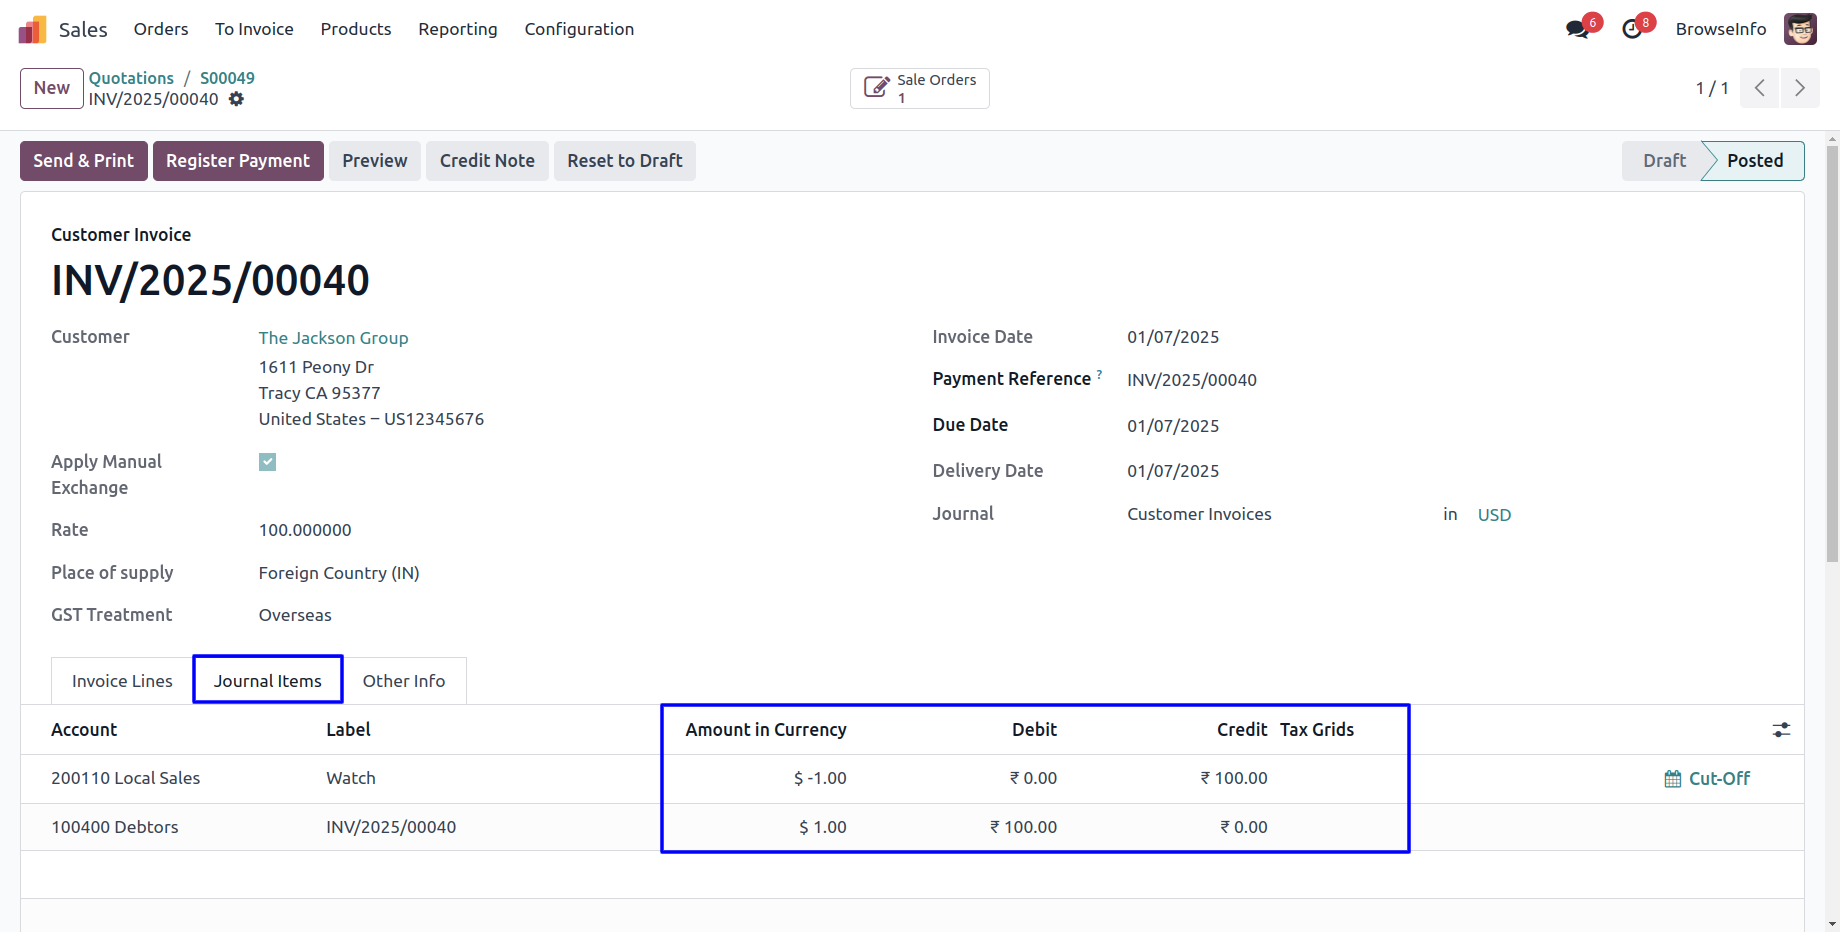 Sales Orders To Invoice Products Reporting Configuration 6 8 BrowseInfo
New Quotations / S00049
INV/2025/00040
Sale Orders
1
1 / 1
Send & Print Register Payment Preview Credit Note Reset to Draft Draft Posted
Customer Invoice
INV/2025/00040
Customer The Jackson Group
1611 Peony Dr
Tracy CA 95377
United States – US12345676
Apply Manual
Exchange
Rate 100.000000
Place of supply Foreign Country (IN)
GST Treatment Overseas
Invoice Date 01/07/2025
Payment Reference ? INV/2025/00040
Due Date 01/07/2025
Delivery Date 01/07/2025
Journal Customer Invoices in USD
Invoice Lines Journal Items Other Info
Account Label Amount in Currency Debit Credit Tax Grids
200110 Local Sales Watch $ -1.00 ₹ 0.00 ₹ 100.00 Cut-Off
100400 Debtors INV/2025/00040 $ 1.00 ₹ 100.00 ₹ 0.00